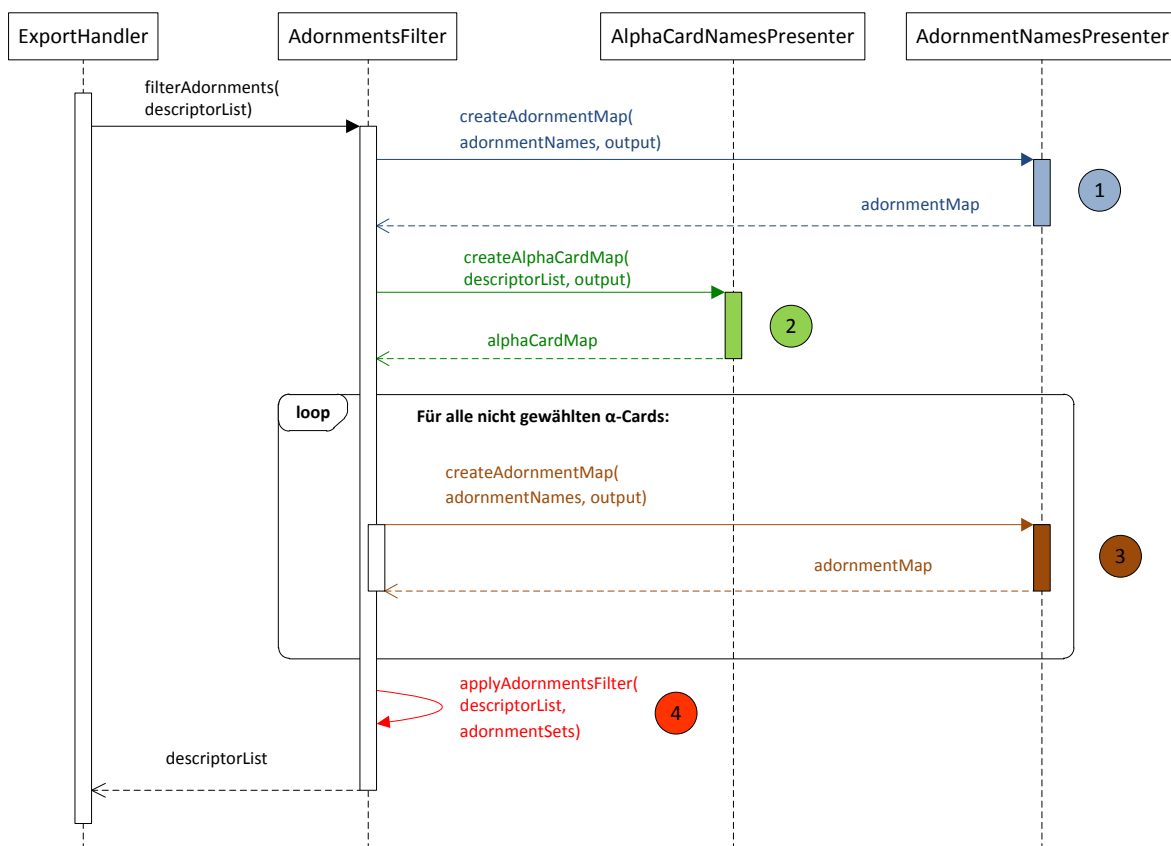 ExportHandler
AdornmentsFilter
AlphaCardNamesPresenter
AdornmentNamesPresenter
filterAdornments(
descriptorList)
createAdornmentMap(
adornmentNames, output)
1
adornmentMap
createAlphaCardMap(
descriptorList, output)
2
alphaCardMap
loop
Für alle nicht gewählten α-Cards:
createAdornmentMap(
adornmentNames, output)
3
adornmentMap
applyAdornmentsFilter(
descriptorList,
adornmentSets)
4
descriptorList